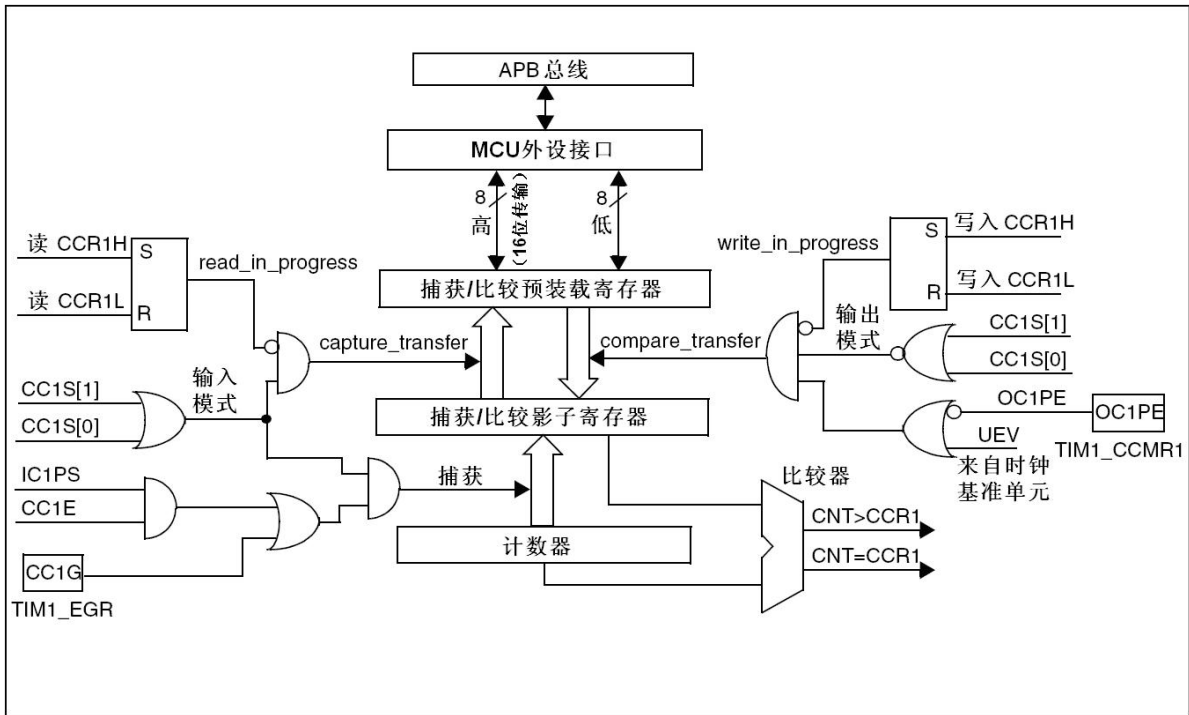 APB 总线
MCU外设接口
8
高
(16位传输)
8
低
读 CCR1H
S
read_in_progress
读 CCR1L
R
write_in_progress
S
写入 CCR1H
R
写入 CCR1L
捕获/比较预装载寄存器
输出
模式
CC1S[1]
CC1S[0]
capture_transfer
compare_transfer
CC1S[1]
输入
模式
CC1S[0]
捕获/比较影子寄存器
OC1PE
OC1PE
UEV
TIM1_CCMR1
来自时钟
基准单元
IC1PS
CC1E
捕获
比较器
CNT>CCR1
计数器
CNT=CCR1
CC1G
TIM1_EGR